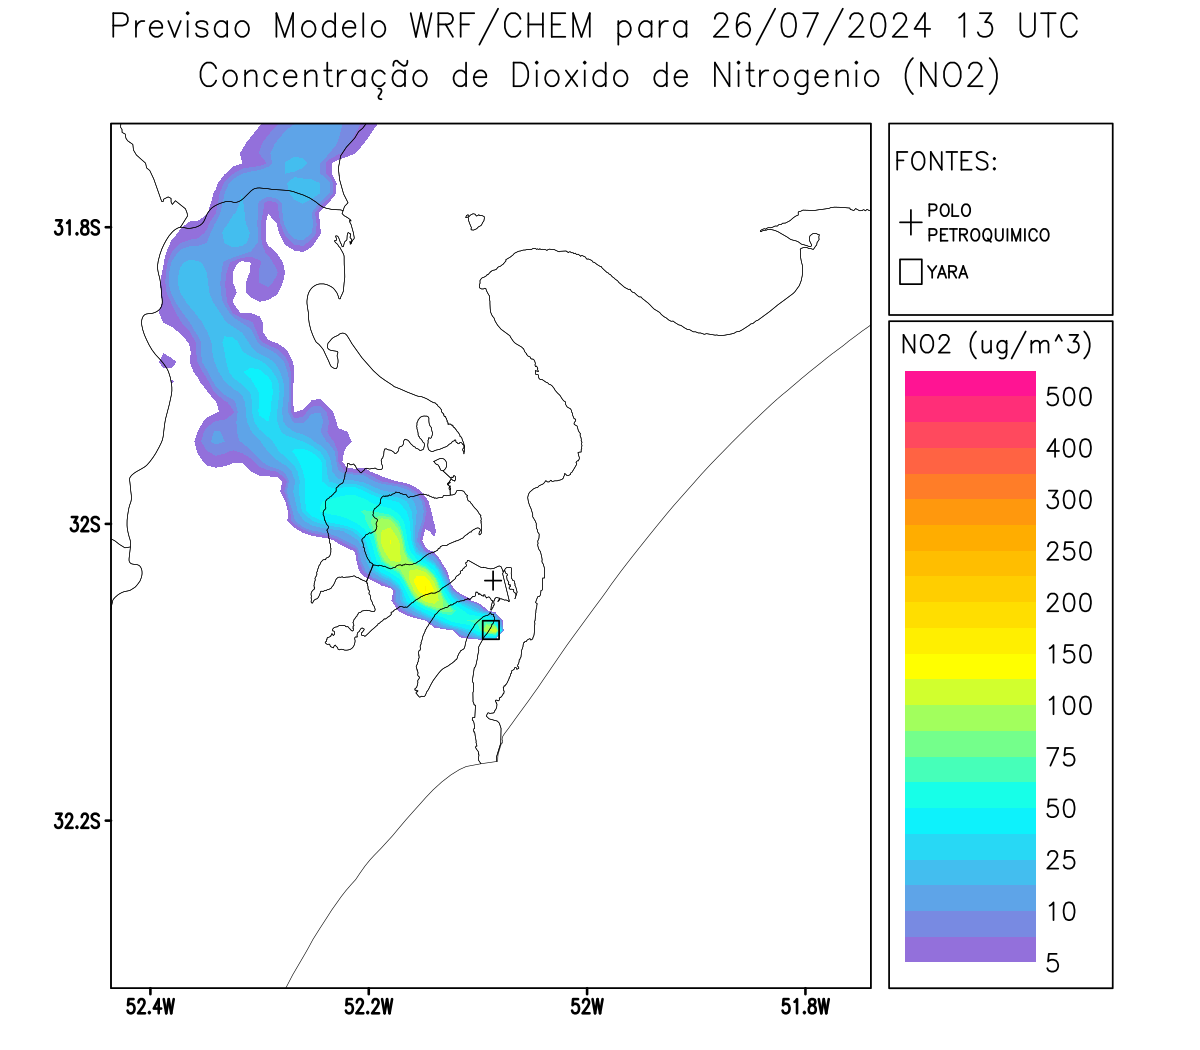 Previsao Modelo WRF/CHEM para 26/07/2024 13 UTC
Concentração de Dioxido de Nitrogenio (NO2)
FONTES:
POLO
PETROQUIMICO
YARA
31.8S
32S
32.2S
52.4W
52.2W
52W
51.8W
NO2 (ug/m^3)
500
400
300
250
200
150
100
75
50
25
10
5